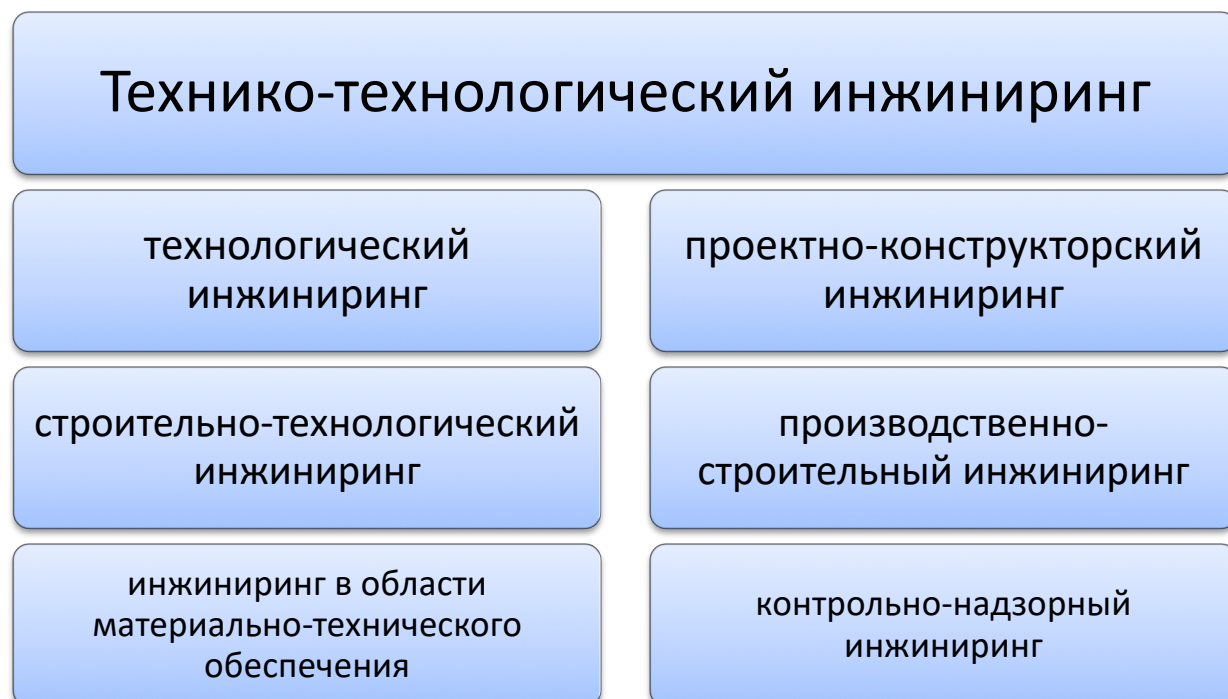 Технико-технологический инжиниринг
технологический
инжиниринг
проектно-конструкторский
инжиниринг
строительно-технологический
инжиниринг
производственно-
строительный инжиниринг
инжиниринг в области
материально-технического
обеспечения
контрольно-надзорный
инжиниринг